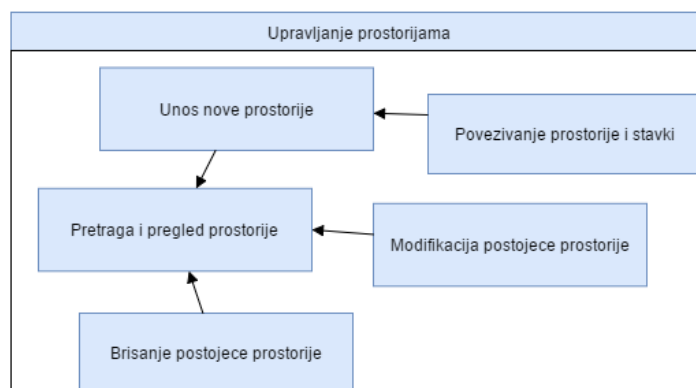 Upravljanje prostorijama
Unos nove prostorije
Povezivanje prostorije i stavki
Pretraga i pregled prostorije
Modifikacija postojece prostorije
Brisanje postojece prostorije